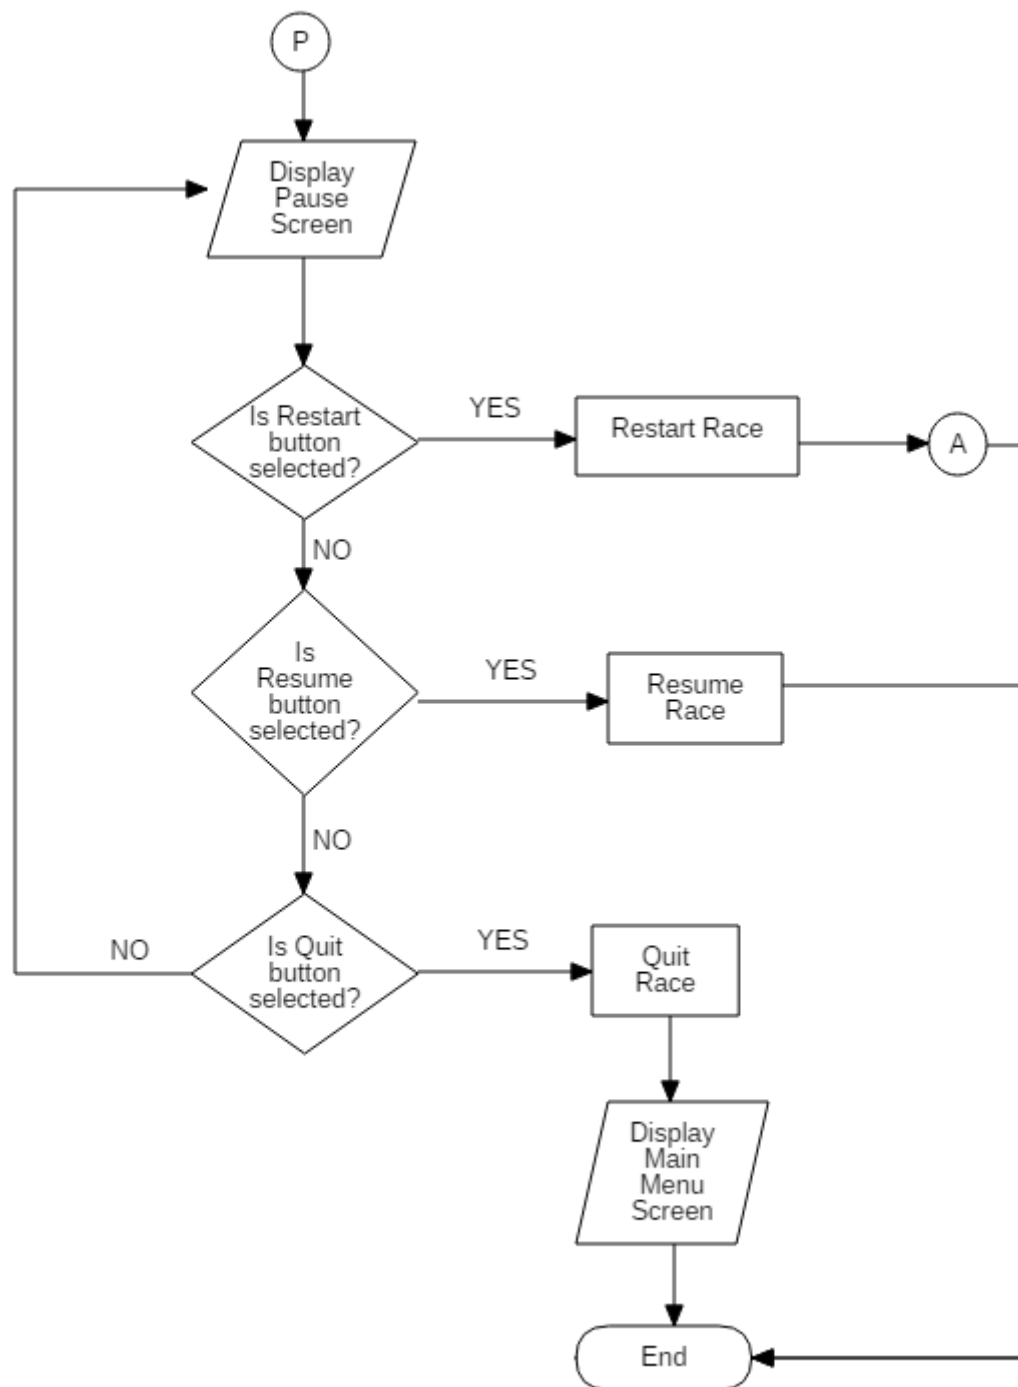 P
Display
Pause
Screen
Is Restart
button
selected?
YES
Restart Race
A
NO
Is
Resume
button
selected?
YES
Resume
Race
NO
Is Quit
button
selected?
NO
YES
Quit
Race
Display
Main
Menu
Screen
End